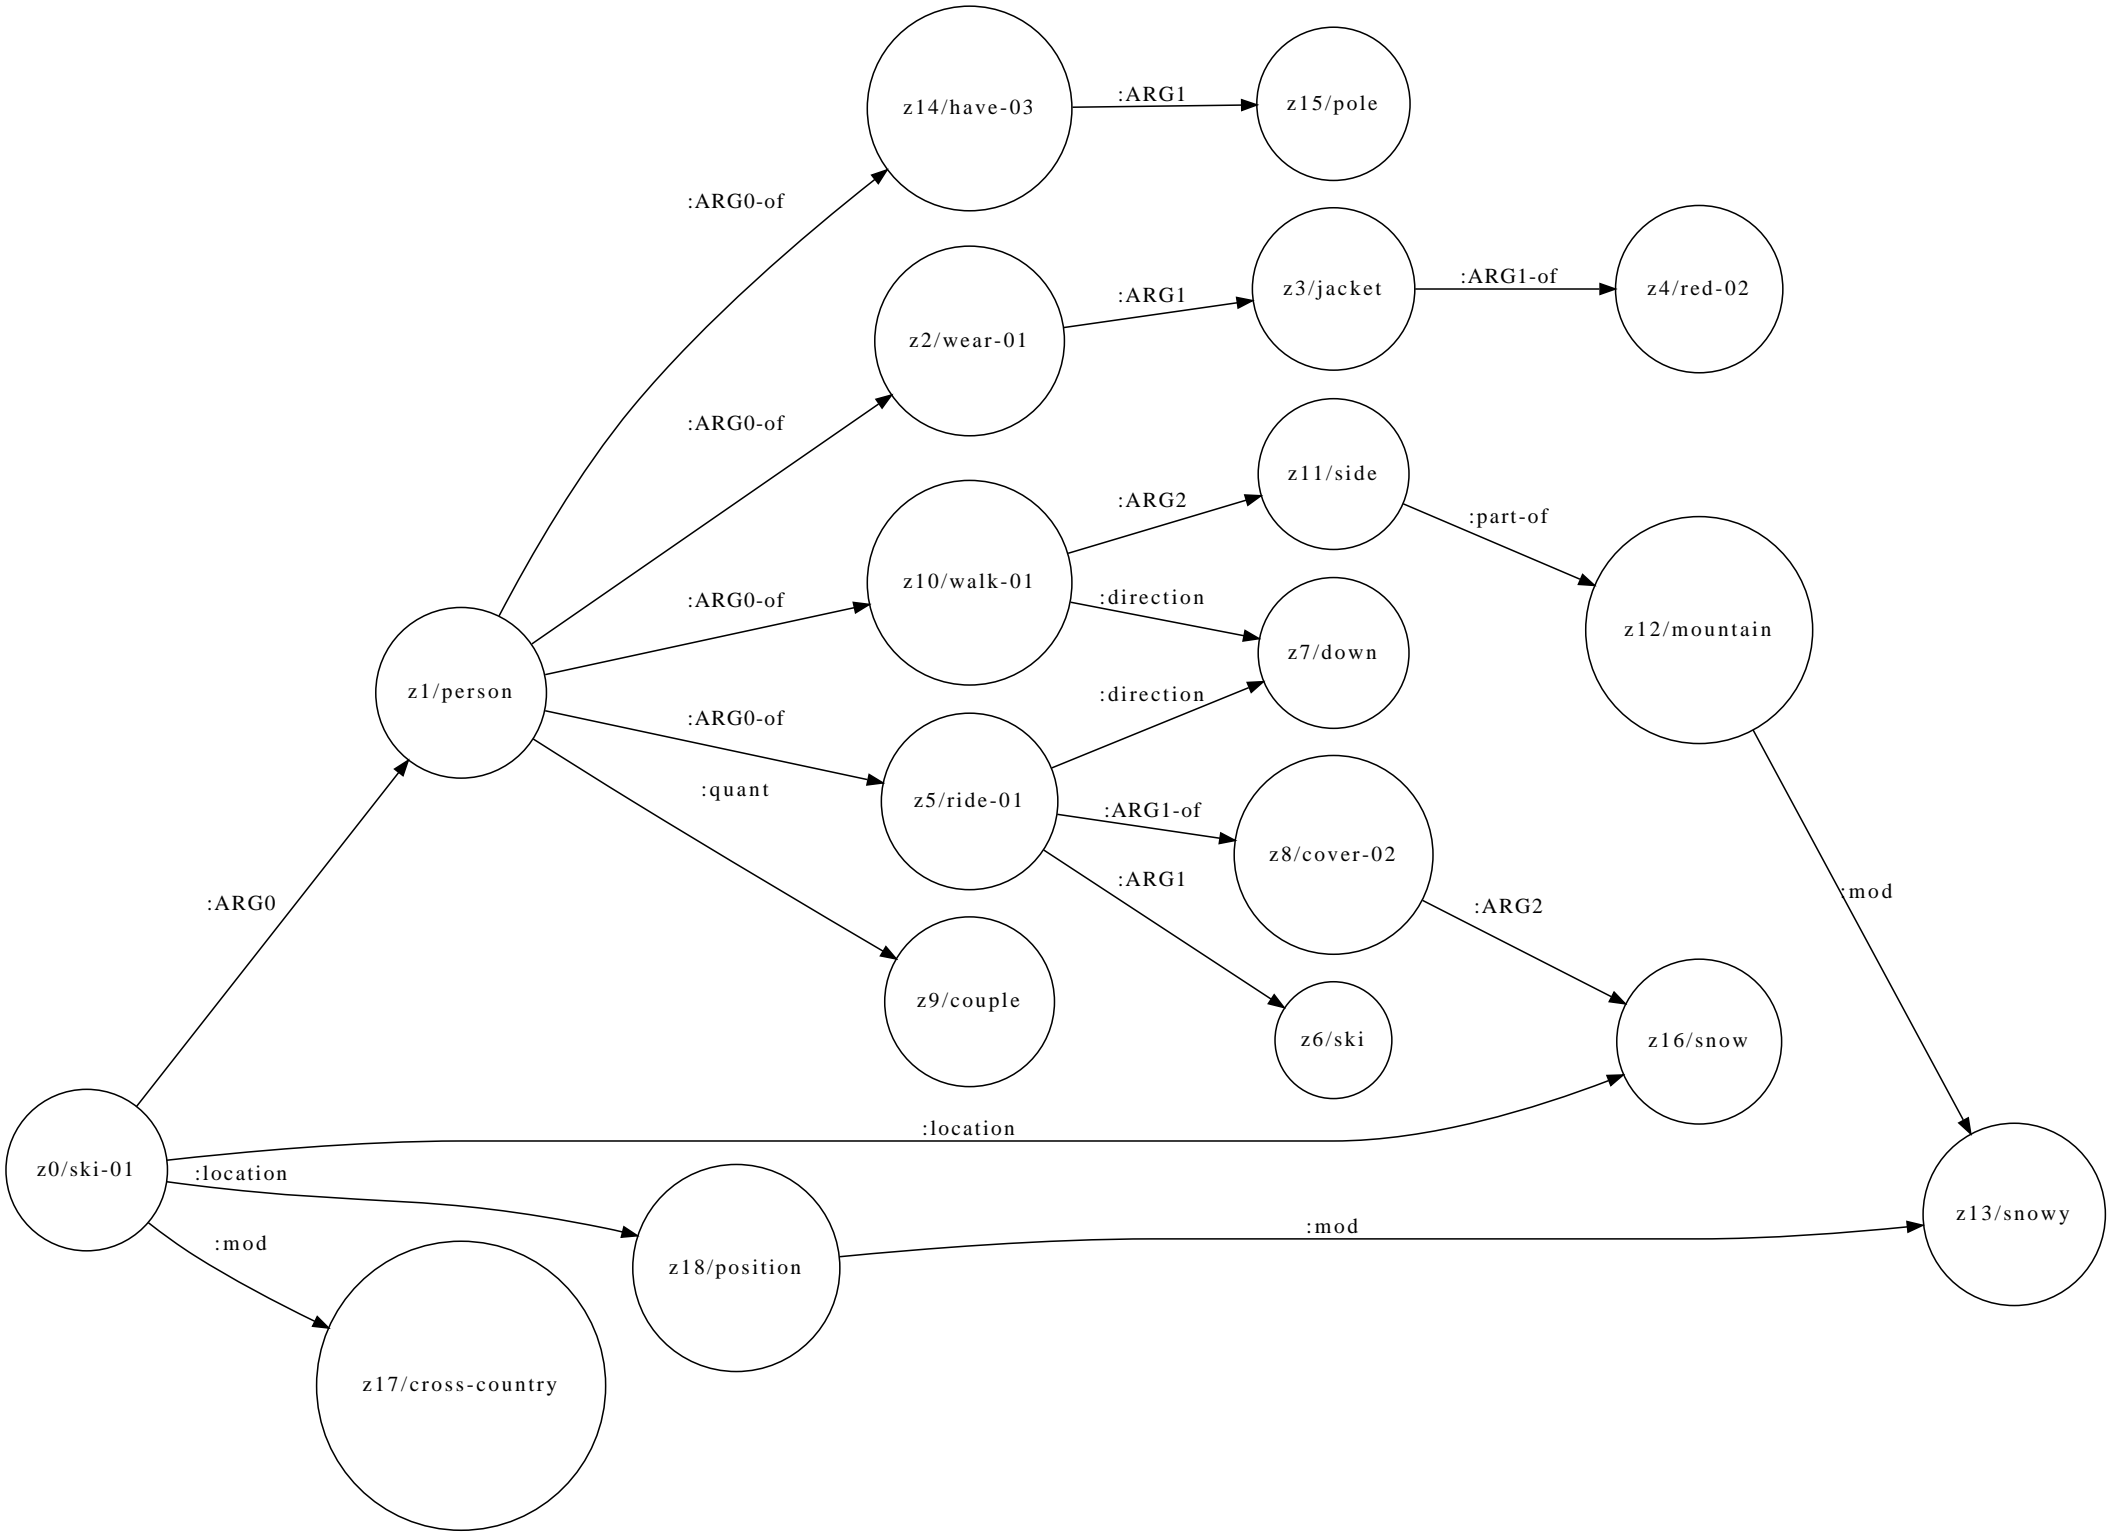 z14/have-03
:ARG1
z15/pole
:ARG0-of
z2/wear-01
:ARG1
z3/jacket
:ARG1-of
z4/red-02
:ARG0-of
z10/walk-01
:ARG2
z11/side
:part-of
z12/mountain
:ARG0-of
:direction
z7/down
z1/person
:direction
:ARG0-of
z5/ride-01
:quant
:ARG1-of
z8/cover-02
:ARG1
:ARG2
:mod
:ARG0
z9/couple
z6/ski
z16/snow
:location
z0/ski-01
:location
z13/snowy
:mod
:mod
z18/position
z17/cross-country